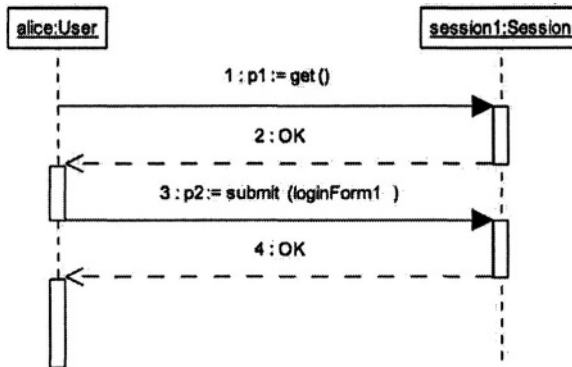 alice:User
session1:Session
1 : p1 := get ()
2 : OK
3 : p2:= submit (loginForm1 )
4 : OK